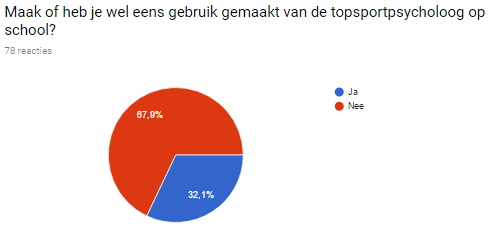 Maak of heb je wel eens gebruik gemaakt van de topsportpsycholoog op
school?
78 reacties
Ja
Nee
67,9%
32,1%